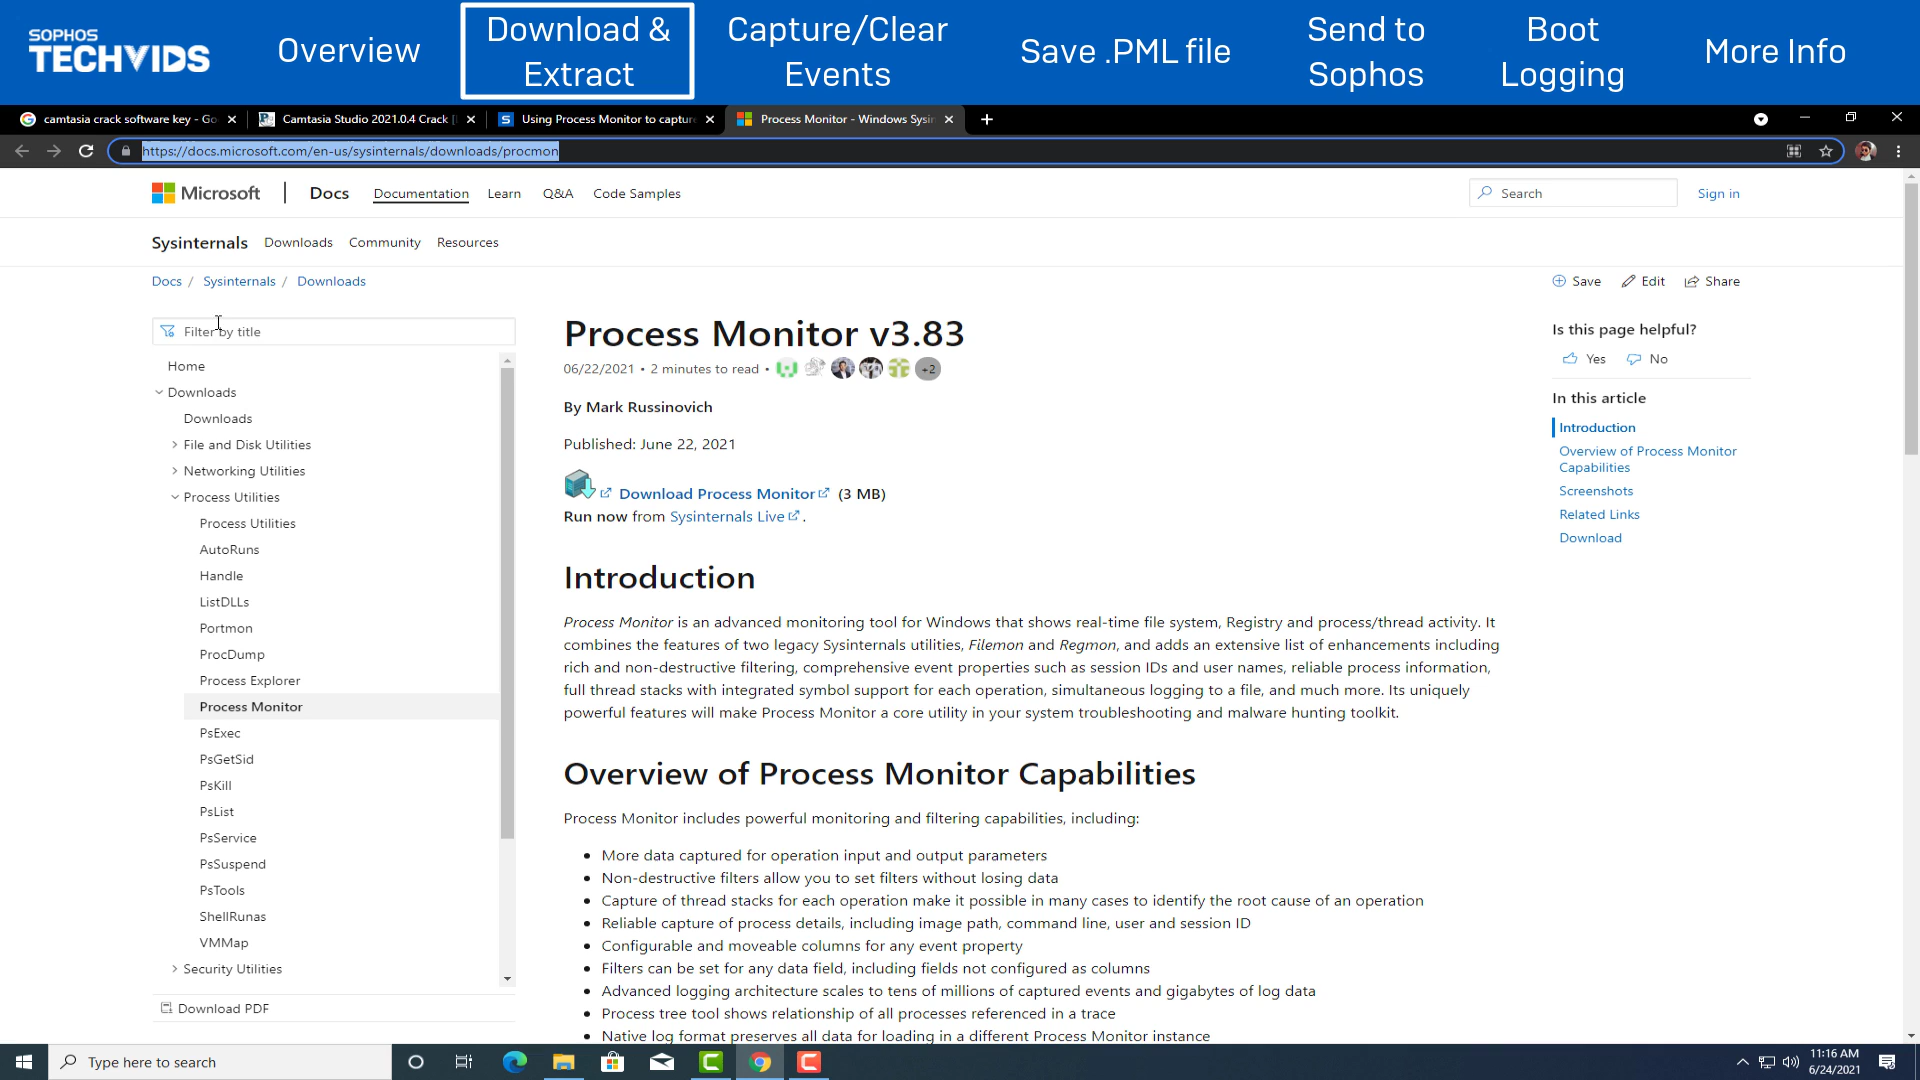 SOPHOS
TECHVIDS
Overview
Download &
Extract
Capture/Clear
Events
Save .PML file
Send to
Sophos
Boot
Logging
More Info
camtasia crack software key - Go
Camtasia Studio 2021.0.4 Crack [
Using Process Monitor to captur
Process Monitor - Windows Sysin
https://docs.microsoft.com/en-us/sysinternals/downloads/procmon
Microsoft
Docs
Documentation
Learn
Q&A
Code Samples
Search
Sign in
Sysinternals
Downloads
Community
Resources
Docs / Sysinternals / Downloads
Save
Edit
Share
Filter by title
Home
Downloads
Downloads
File and Disk Utilities
Networking Utilities
Process Utilities
Process Utilities
AutoRuns
Handle
ListDLLs
Portmon
ProcDump
Process Explorer
Process Monitor
PsExec
PsGetSid
PsKill
PsList
PsService
PsSuspend
PsTools
ShellRunas
VMMap
Security Utilities
Download PDF
Process Monitor v3.83
06/22/2021 • 2 minutes to read •
+2
By Mark Russinovich
Published: June 22, 2021
Download Process Monitor (3 MB)
Run now from Sysinternals Live .
Introduction
Process Monitor is an advanced monitoring tool for Windows that shows real-time file system, Registry and process/thread activity. It
combines the features of two legacy Sysinternals utilities, Filemon and Regmon, and adds an extensive list of enhancements including
rich and non-destructive filtering, comprehensive event properties such as session IDs and user names, reliable process information,
full thread stacks with integrated symbol support for each operation, simultaneous logging to a file, and much more. Its uniquely
powerful features will make Process Monitor a core utility in your system troubleshooting and malware hunting toolkit.
Overview of Process Monitor Capabilities
Process Monitor includes powerful monitoring and filtering capabilities, including:
• More data captured for operation input and output parameters
• Non-destructive filters allow you to set filters without losing data
• Capture of thread stacks for each operation make it possible in many cases to identify the root cause of an operation
• Reliable capture of process details, including image path, command line, user and session ID
• Configurable and moveable columns for any event property
• Filters can be set for any data field, including fields not configured as columns
• Advanced logging architecture scales to tens of millions of captured events and gigabytes of log data
• Process tree tool shows relationship of all processes referenced in a trace
• Native log format preserves all data for loading in a different Process Monitor instance
Is this page helpful?
Yes
No
In this article
Introduction
Overview of Process Monitor
Capabilities
Screenshots
Related Links
Download
Type here to search
11:16 AM
6/24/2021